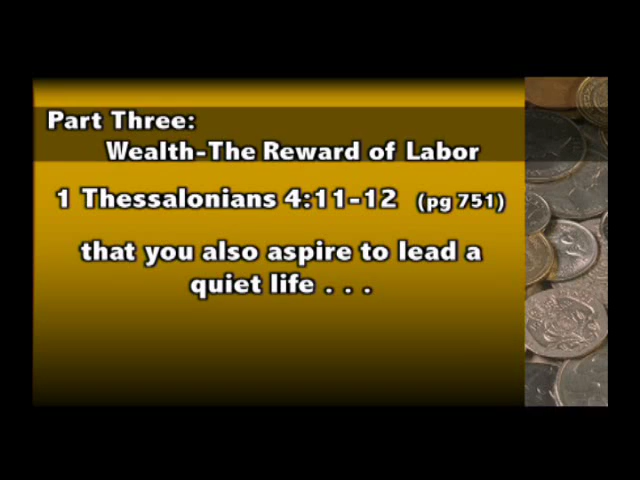 Part Three:
Wealth-The Reward of Labor
1 Thessalonians 4:11-12 (pg 751)
that you also aspire to lead a
quiet life . . .